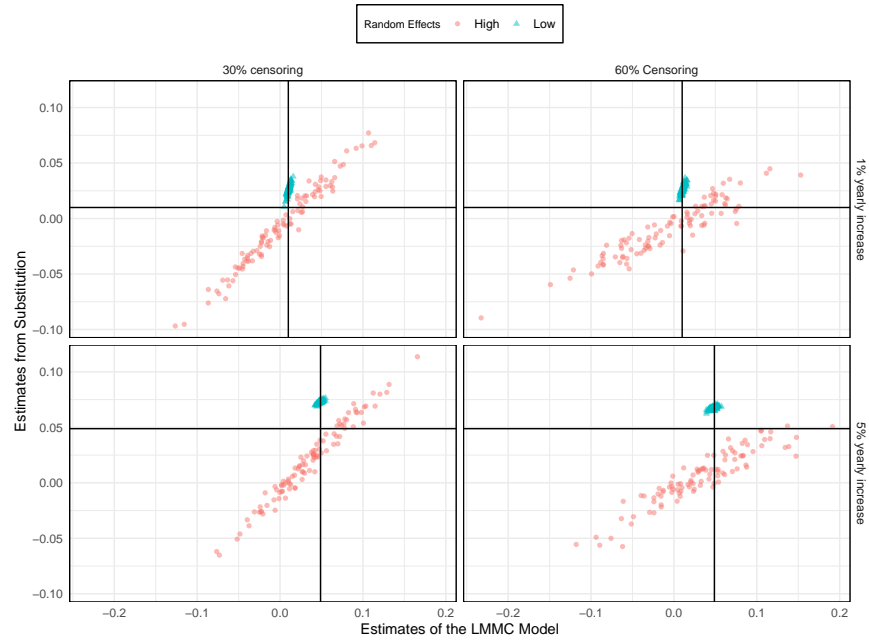 Random Effects High Low
30% censoring 60% Censoring
0.10
0.05
0.00
−0.05
−0.10
1% yearly increase
0.10
0.05
0.00
−0.05
−0.10
5% yearly increase
−0.2 −0.1 0.0 0.1 0.2 −0.2 −0.1 0.0 0.1 0.2
Estimates of the LMMC Model
Estimates from Substitution